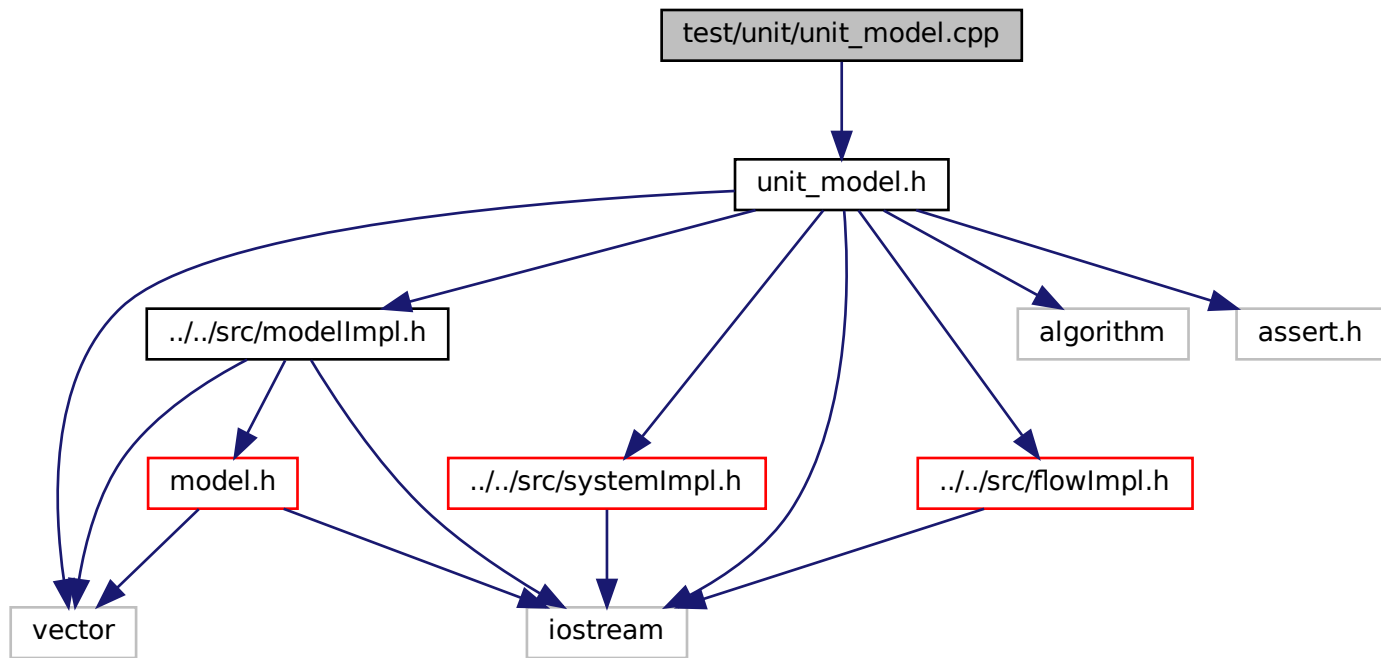 test/unit/unit_model.cpp
unit_model.h
../../src/modelImpl.h
algorithm
assert.h
model.h
../../src/systemImpl.h
../../src/flowImpl.h
vector
iostream